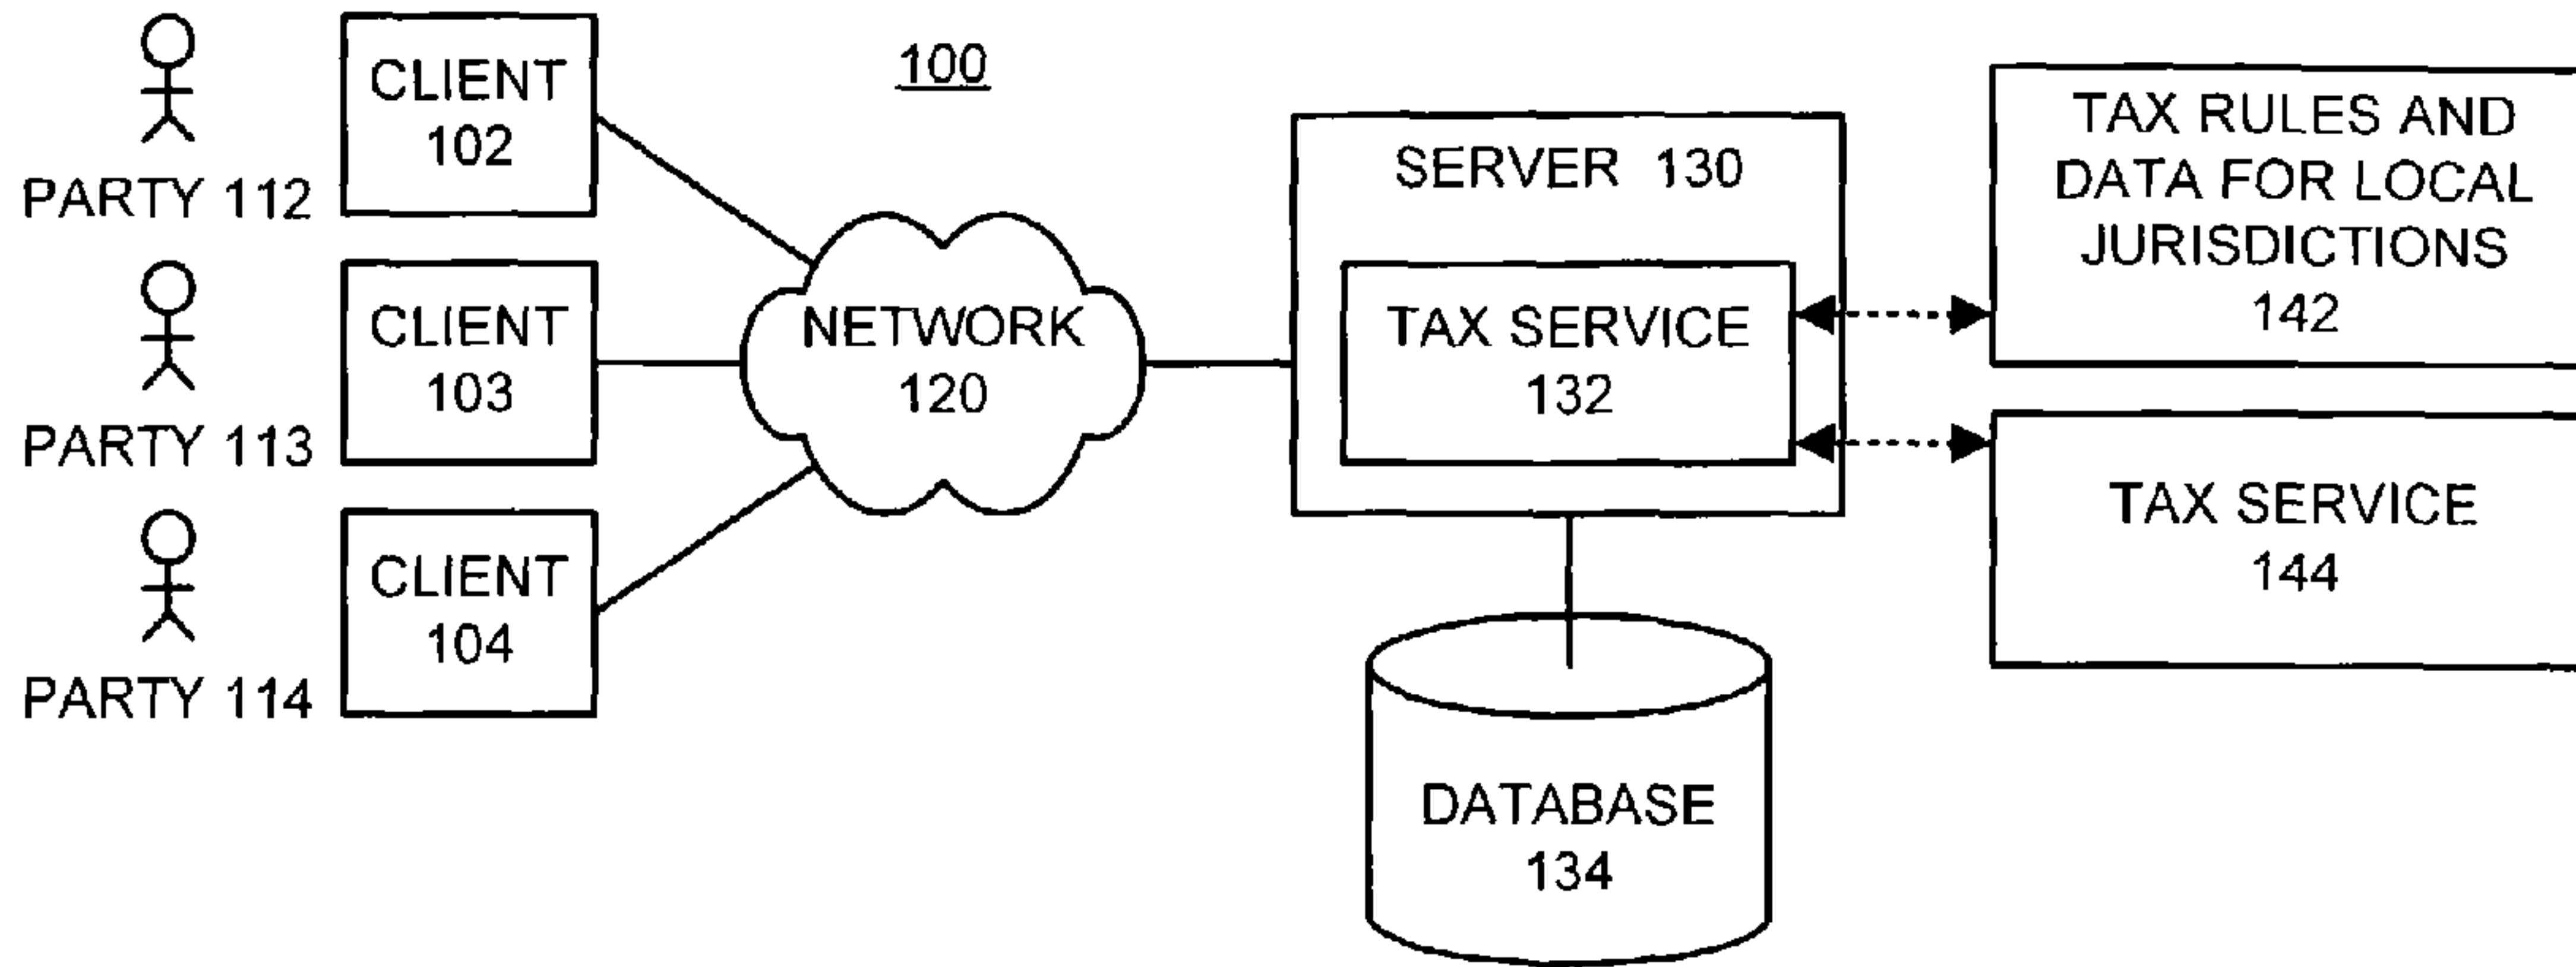 100
CLIENT
102
PARTY 112
CLIENT
103
PARTY 113
CLIENT
104
PARTY 114
NETWORK
120
SERVER 130
TAX SERVICE
132
DATABASE
134
TAX RULES AND
DATA FOR LOCAL
JURISDICTIONS
142
TAX SERVICE
144